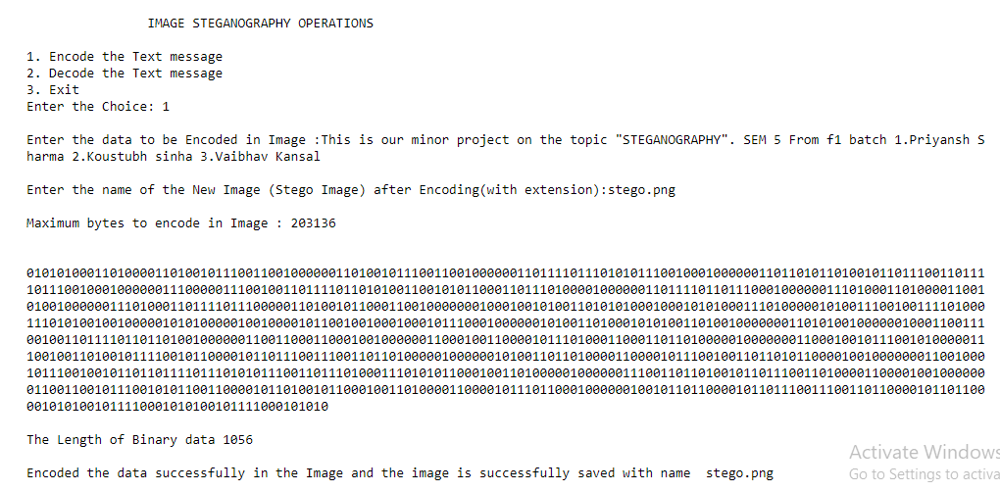 IMAGE STEGANOGRAPHY OPERATIONS
1. Encode the Text message
2. Decode the Text message
3. Exit
Enter the Choice: 1
Enter the data to be Encoded in Image :This is our minor project on the topic "STEGANOGRAPHY". SEM 5 From f1 batch 1.Priyansh S
harma 2.Koustubh sinha 3.Vaibhav Kansal
Enter the name of the New Image (Stego Image) after Encoding(with extension):stego.png
Maximum bytes to encode in Image : 203136
0101010001101000011010010111001100100000011010010111001100100000011011110111010101110010001000000110110101101001011011100110111
1011100100010000001110000011100100110111101101010011001010110001101110100001000000110111101101110001000000111010001101000011001
0100100000011101000110111101110000011010010110001100100000001000100101001101010100010001010100011101000001010011100100111101000
1110101001001000001010100000100100001011001001000100010111000100000010100110100010101001101001000000011010100100000010001100111
0010011011110110110100100000011001100011000100100000011000100110000101110100011000110110100000100000001100010010111001010000011
1001001101001011110010110000101101110011100110110100000100000010100110110100001100001011100100110110101100001001000000011001000
1011100100101101101111011101010111001101110100011101010110001001101000001000000111001101101001011011100110100001100001001000000
0110011001011100101011001100001011010010110001001101000011000010111011000100000010010110110000101101110011100110110000101101100
0010101001011110001010100101111000101010
The Length of Binary data 1056
Encoded the data successfully in the Image and the image is successfully saved with name  stego.png
Activate Windows
Go to Settings to activa